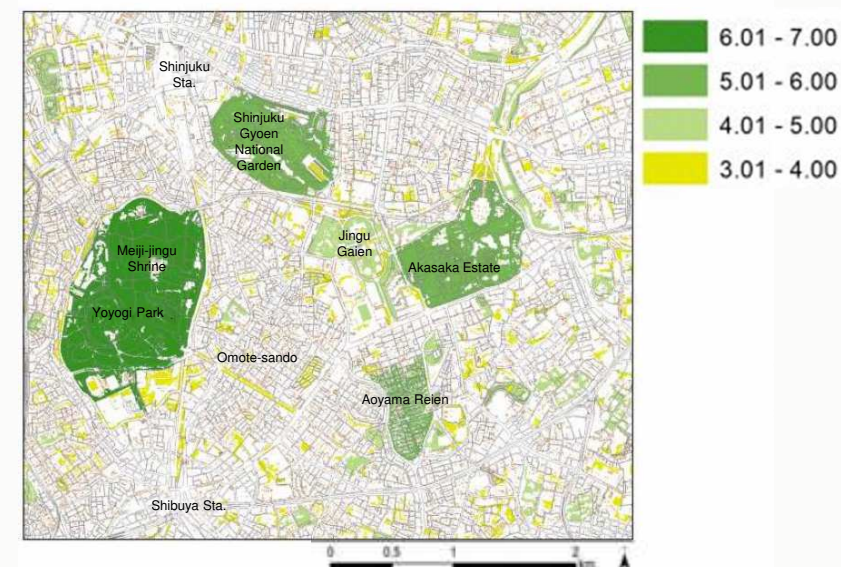 Shinjuku
Sta.
Shinjuku
Gyoen
National
Garden
Jingu
Gaien
Meiji-jingu
Shrine
Akasaka Estate
Yoyogi Park
Omote-sando
Aoyama Reien
Shibuya Sta.
6.01 - 7.00
5.01 - 6.00
4.01 - 5.00
3.01 - 4.00
0 0.5 1 2
km